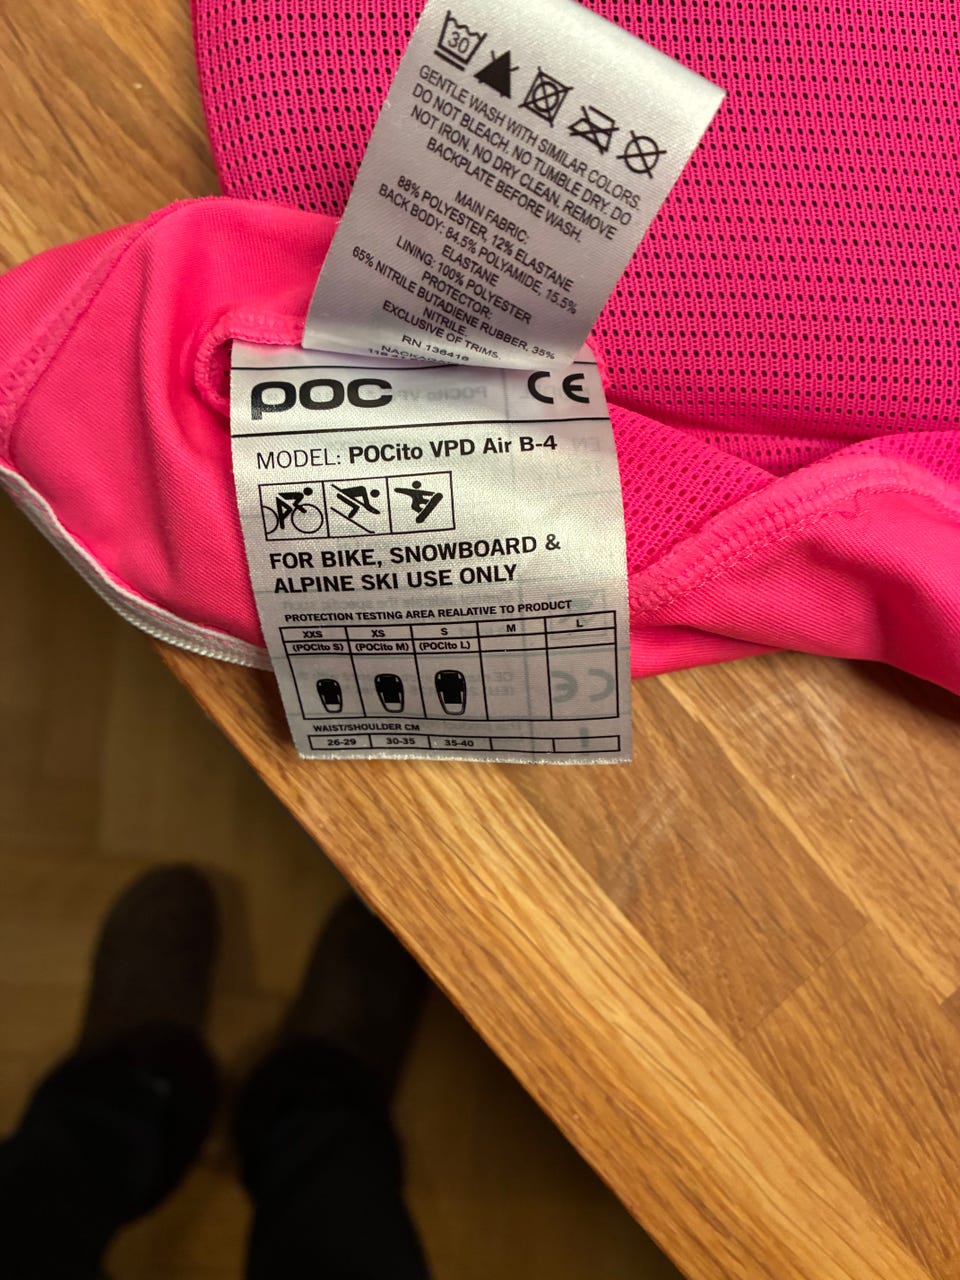 30
GENTLE WASH WITH SIMILAR COLORS.
DO NOT BLEACH. NO TUMBLE DRY. DO
NOT IRON. NO DRY CLEAN. REMOVE
BACKPLATE BEFORE WASH.
MAIN FABRIC:
88% POLYESTER, 12% ELASTANE
BACK BODY: 84.5% POLYAMIDE, 15.5%
ELASTANE
LINING: 100% POLYESTER
PROTECTOR:
65% NITRILE BUTADIENE RUBBER, 35%
NITRILE.
EXCLUSIVE OF TRIMS.
RN 136416
POC CE
MODEL: POCito VPD Air B-4
FOR BIKE, SNOWBOARD &
ALPINE SKI USE ONLY
PROTECTION TESTING AREA REALATIVE TO PRODUCT
XXS XS S M L
(POCito S) (POCito M) (POCito L)
WAIST/SHOULDER CM
26-29 30-35 35-40